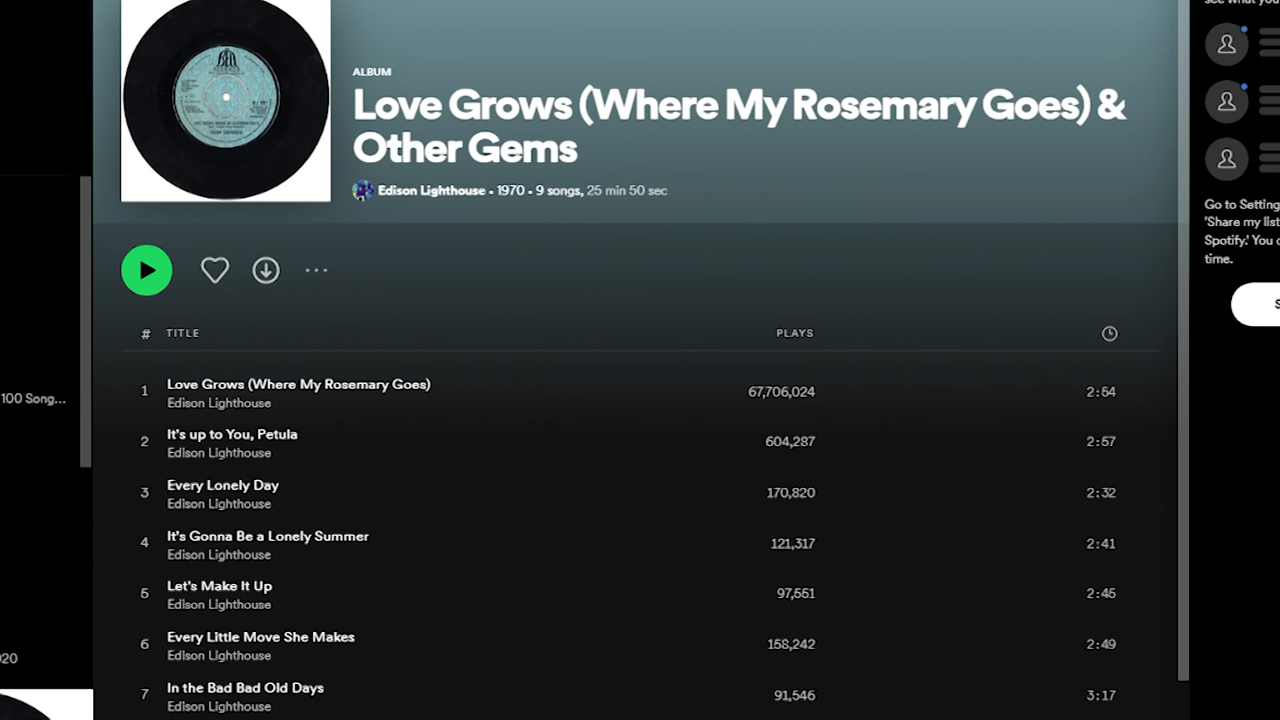 see what you
ALBUM
Love Grows (Where My Rosemary Goes) &
Other Gems
Edison Lighthouse • 1970 • 9 songs, 25 min 50 sec
Go to Setting
'Share my list
Spotify.' You c
time.
S
# TITLE PLAYS
1 Love Grows (Where My Rosemary Goes) 67,706,024 2:54
Edison Lighthouse
2 It's up to You, Petula 604,287 2:57
Edison Lighthouse
3 Every Lonely Day 170,820 2:32
Edison Lighthouse
4 It's Gonna Be a Lonely Summer 121,317 2:41
Edison Lighthouse
5 Let's Make It Up 97,551 2:45
Edison Lighthouse
6 Every Little Move She Makes 158,242 2:49
Edison Lighthouse
7 In the Bad Bad Old Days 91,546 3:17
Edison Lighthouse
100 Song...
020